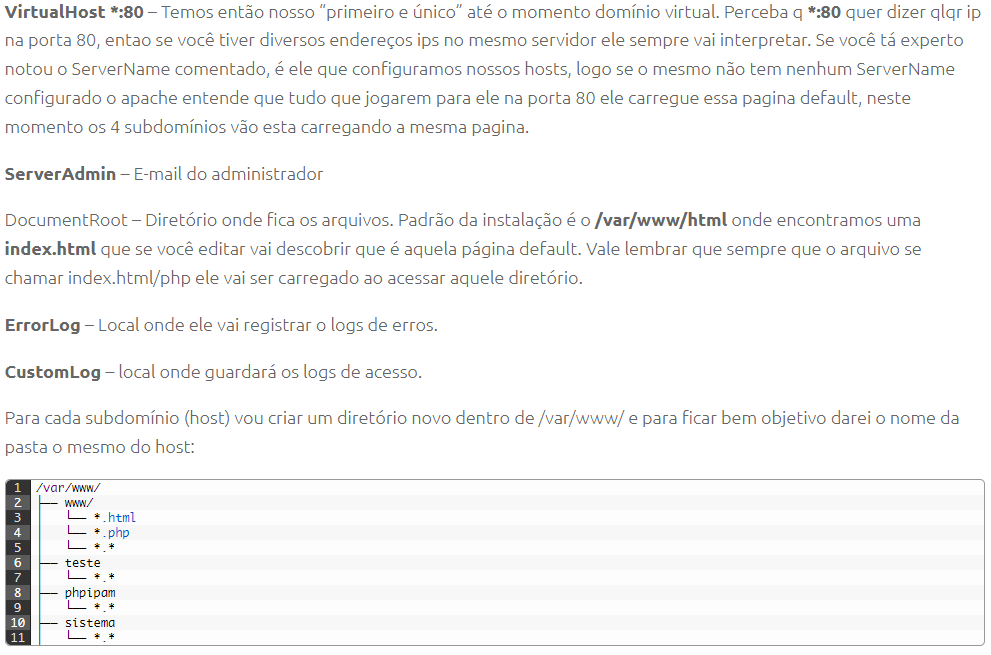 VirtualHost *:80 – Temos então nosso "primeiro e único" até o momento domínio virtual. Perceba q *:80 quer dizer qlqr ip
na porta 80, entao se você tiver diversos endereços ips no mesmo servidor ele sempre vai interpretar. Se você tá experto
notou o ServerName comentado, é ele que configuramos nossos hosts, logo se o mesmo não tem nenhum ServerName
configurado o apache entende que tudo que jogarem para ele na porta 80 ele carregue essa pagina default, neste
momento os 4 subdomínios vão esta carregando a mesma pagina.
ServerAdmin – E-mail do administrador
DocumentRoot – Diretório onde fica os arquivos. Padrão da instalação é o /var/www/html onde encontramos uma
index.html que se você editar vai descobrir que é aquela página default. Vale lembrar que sempre que o arquivo se
chamar index.html/php ele vai ser carregado ao acessar aquele diretório.
ErrorLog – Local onde ele vai registrar o logs de erros.
CustomLog – local onde guardará os logs de acesso.
Para cada subdomínio (host) vou criar um diretório novo dentro de /var/www/ e para ficar bem objetivo darei o nome da
pasta o mesmo do host:
1 /var/www/
2 ├── www/
3 │   └── *.html
4 │   └── *.php
5 │   └── *.*
6 ├── teste
7 │   └── *.*
8 ├── phpipam
9 │   └── *.*
10 ├── sistema
11 │   └── *.*